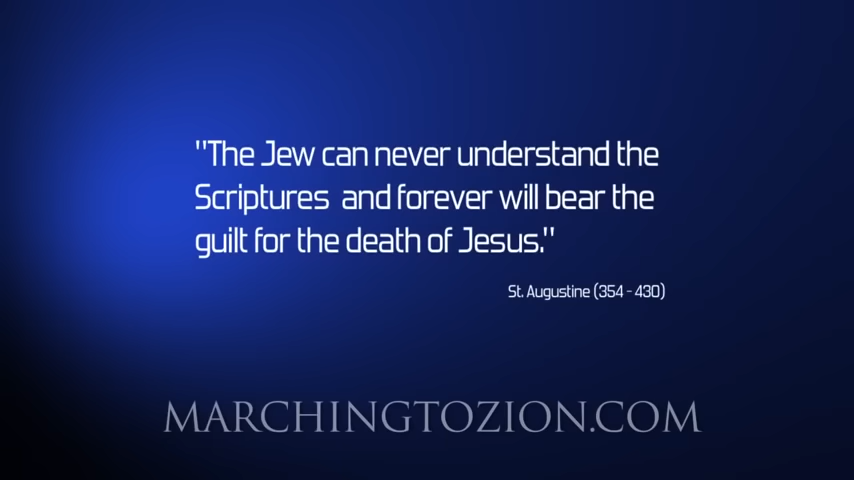 "The Jew can never understand the
Scriptures and forever will bear the
guilt for the death of Jesus."
St. Augustine (354 - 430)
MARCHINGTOZION.COM